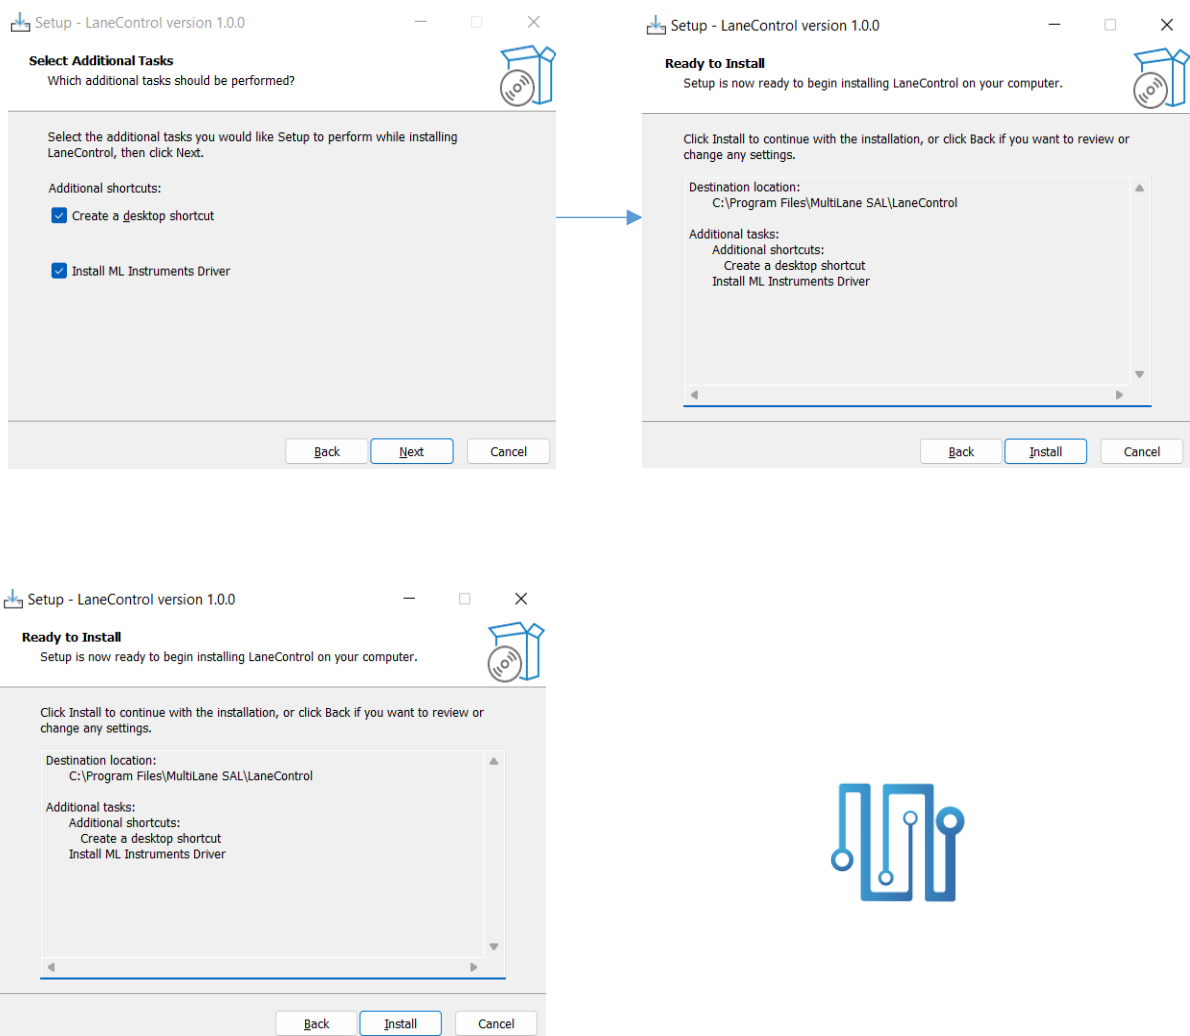 Setup - LaneControl version 1.0.0
Select Additional Tasks
Which additional tasks should be performed?
Select the additional tasks you would like Setup to perform while installing
LaneControl, then click Next.
Additional shortcuts:
Create a desktop shortcut
Install ML Instruments Driver
Back
Next
Cancel
Setup - LaneControl version 1.0.0
Ready to Install
Setup is now ready to begin installing LaneControl on your computer.
Click Install to continue with the installation, or click Back if you want to review or
change any settings.
Destination location:
C:\Program Files\MultiLane SAL\LaneControl
Additional tasks:
Additional shortcuts:
Create a desktop shortcut
Install ML Instruments Driver
Back
Install
Cancel
Setup - LaneControl version 1.0.0
Ready to Install
Setup is now ready to begin installing LaneControl on your computer.
Click Install to continue with the installation, or click Back if you want to review or
change any settings.
Destination location:
C:\Program Files\MultiLane SAL\LaneControl
Additional tasks:
Additional shortcuts:
Create a desktop shortcut
Install ML Instruments Driver
Back
Install
Cancel